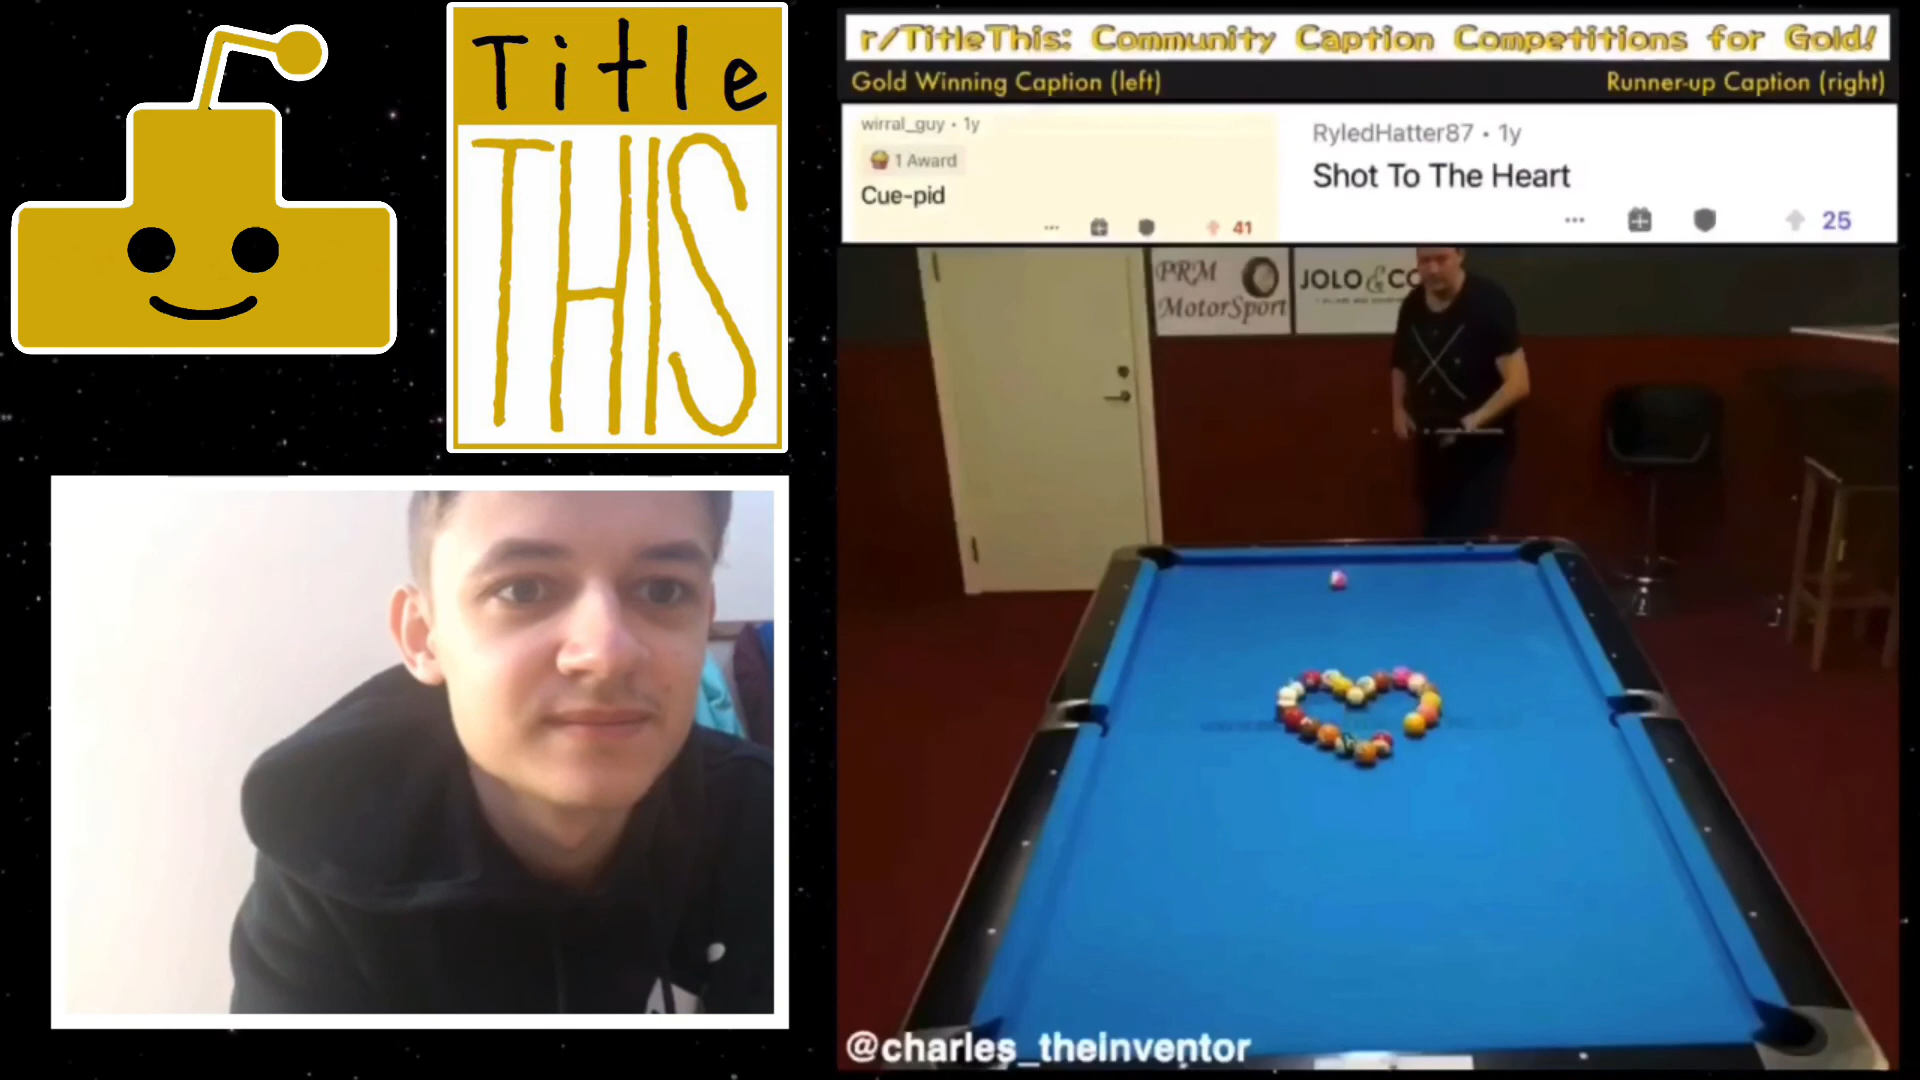 Title
THIS
r/TitleThis: Community Caption Competitions for Gold!
Gold Winning Caption (left)
Runner-up Caption (right)
wirral_guy • 1y
1 Award
Cue-pid
... 41
RyledHatter87 • 1y
Shot To The Heart
... 25
PRM
MotorSport
JOLO & CO
@charles_theinventor